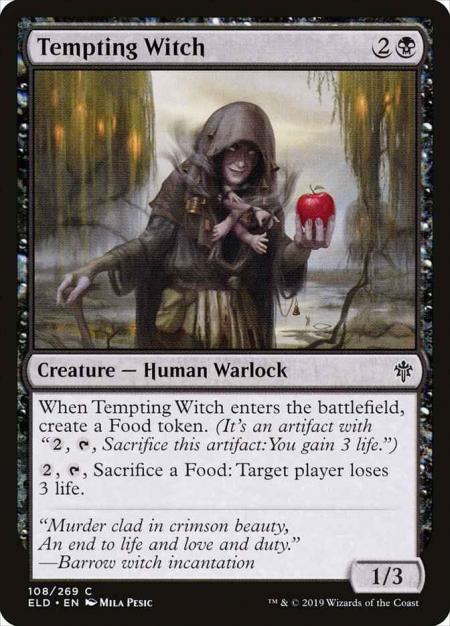 Tempting Witch 2
Creature — Human Warlock
When Tempting Witch enters the battlefield,
create a Food token. (It's an artifact with
“2, , Sacrifice this artifact: You gain 3 life.”)
2, , Sacrifice a Food: Target player loses
3 life.
“Murder clad in crimson beauty,
An end to life and love and duty.”
—Barrow witch incantation
1/3
108/269 C
ELD • EN Mila Pesic
™ & © 2019 Wizards of the Coast